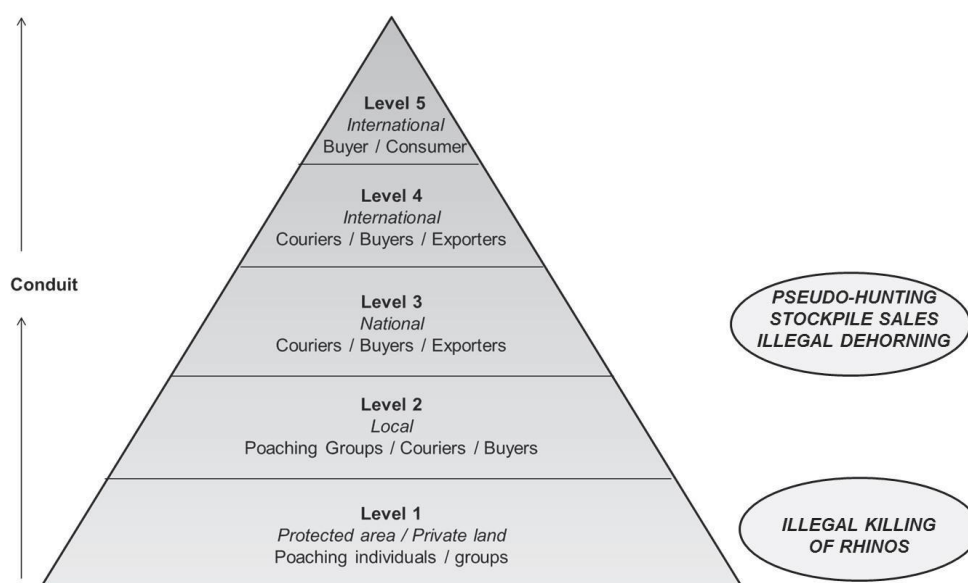 Level 5
International
Buyer / Consumer
Level 4
International
Couriers / Buyers / Exporters
Conduit
Level 3
National
Couriers / Buyers / Exporters
PSEUDO-HUNTING
STOCKPILE SALES
ILLEGAL DEHORNING
Level 2
Local
Poaching Groups / Couriers / Buyers
Level 1
Protected area / Private land
Poaching individuals / groups
ILLEGAL KILLING
OF RHINOS